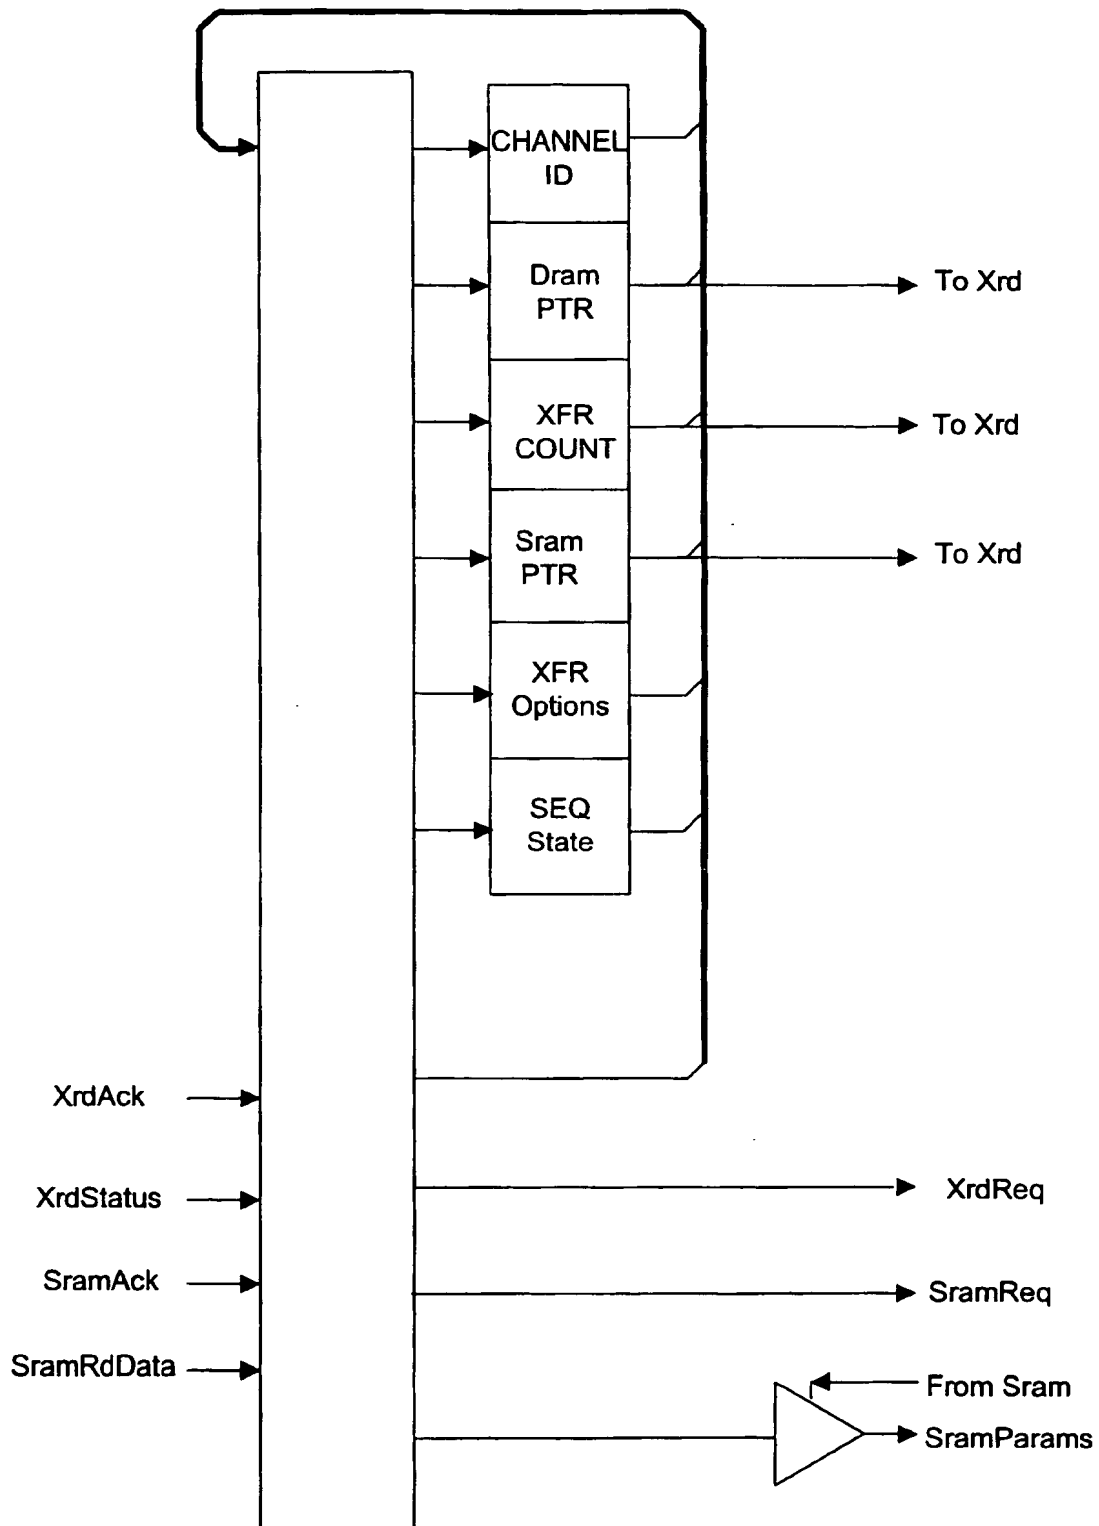 CHANNEL
ID
Dram
PTR
To Xrd
XFR
COUNT
To Xrd
Sram
PTR
To Xrd
XFR
Options
SEQ
State
XrdAck
XrdStatus
XrdReq
SramAck
SramReq
SramRdData
From Sram
SramParams